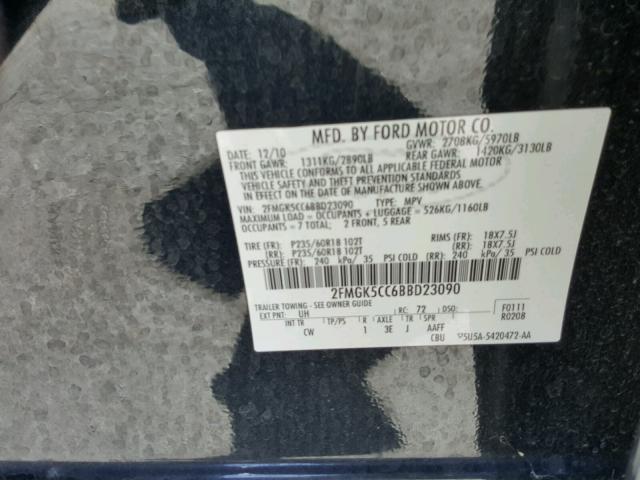 MFD. BY FORD MOTOR CO.
DATE: 12/10 GVWR: 2708KG/5970LB
FRONT GAWR: 1311KG/2890LB REAR GAWR: 1420KG/3130LB
THIS VEHICLE CONFORMS TO ALL APPLICABLE FEDERAL MOTOR
VEHICLE SAFETY AND THEFT PREVENTION STANDARDS
IN EFFECT ON THE DATE OF MANUFACTURE SHOWN ABOVE.
VIN: 2FMGK5CC6BBD23090 TYPE: MPV
MAXIMUM LOAD = OCCUPANTS + LUGGAGE = 526KG/1160LB
OCCUPANTS = 7 TOTAL; 2 FRONT, 5 REAR
TIRE (FR): P235/60R18 102T RIMS (FR): 18X7.5J
(RR): P235/60R18 102T (RR): 18X7.5J
PRESSURE (FR): 240 kPa/ 35 PSI COLD (RR): 240 kPa/ 35 PSI COLD
2FMGK5CC6BBD23090
TRAILER TOWING - SEE OWNER GUIDE
EXT PNT: UH RC: 72 DSO: F0111
R0208
INT TR TP/PS R AXLE TR SPR
CW 1 3E J AAFF
CBU 5U5A-5420472-AA